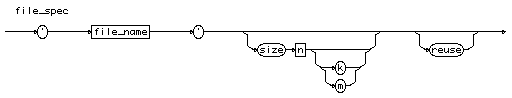 file_spec
' file_name ' size n reuse
k
m